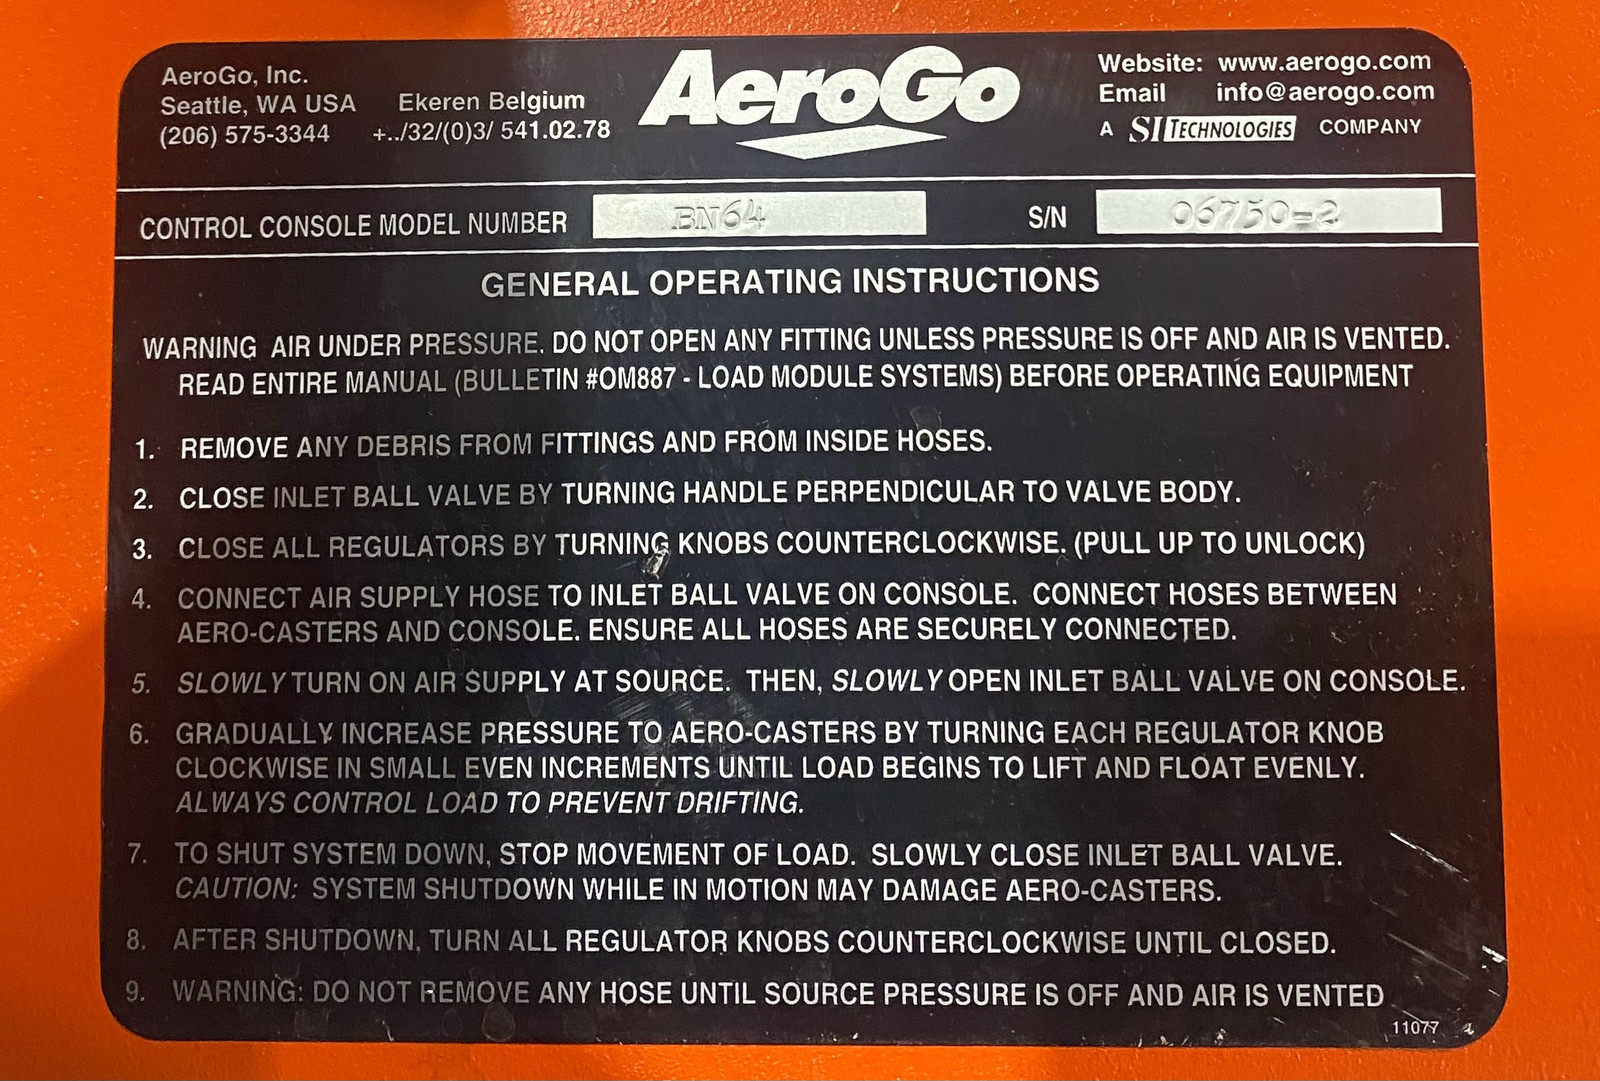 AeroGo, Inc.
Seattle, WA USA
(206) 575-3344
Ekeren Belgium
+../32/(0)3/ 541.02.78
AeroGo
Website: www.aerogo.com
Email info@aerogo.com
A SI TECHNOLOGIES COMPANY
CONTROL CONSOLE MODEL NUMBER BN64 S/N 06750-2
GENERAL OPERATING INSTRUCTIONS
WARNING AIR UNDER PRESSURE. DO NOT OPEN ANY FITTING UNLESS PRESSURE IS OFF AND AIR IS VENTED.
READ ENTIRE MANUAL (BULLETIN #OM887 - LOAD MODULE SYSTEMS) BEFORE OPERATING EQUIPMENT
1. REMOVE ANY DEBRIS FROM FITTINGS AND FROM INSIDE HOSES.
2. CLOSE INLET BALL VALVE BY TURNING HANDLE PERPENDICULAR TO VALVE BODY.
3. CLOSE ALL REGULATORS BY TURNING KNOBS COUNTERCLOCKWISE. (PULL UP TO UNLOCK)
4. CONNECT AIR SUPPLY HOSE TO INLET BALL VALVE ON CONSOLE. CONNECT HOSES BETWEEN
AERO-CASTERS AND CONSOLE. ENSURE ALL HOSES ARE SECURELY CONNECTED.
5. SLOWLY TURN ON AIR SUPPLY AT SOURCE. THEN, SLOWLY OPEN INLET BALL VALVE ON CONSOLE.
6. GRADUALLY INCREASE PRESSURE TO AERO-CASTERS BY TURNING EACH REGULATOR KNOB
CLOCKWISE IN SMALL EVEN INCREMENTS UNTIL LOAD BEGINS TO LIFT AND FLOAT EVENLY.
ALWAYS CONTROL LOAD TO PREVENT DRIFTING.
7. TO SHUT SYSTEM DOWN, STOP MOVEMENT OF LOAD. SLOWLY CLOSE INLET BALL VALVE.
CAUTION: SYSTEM SHUTDOWN WHILE IN MOTION MAY DAMAGE AERO-CASTERS.
8. AFTER SHUTDOWN, TURN ALL REGULATOR KNOBS COUNTERCLOCKWISE UNTIL CLOSED.
9. WARNING: DO NOT REMOVE ANY HOSE UNTIL SOURCE PRESSURE IS OFF AND AIR IS VENTED
11077